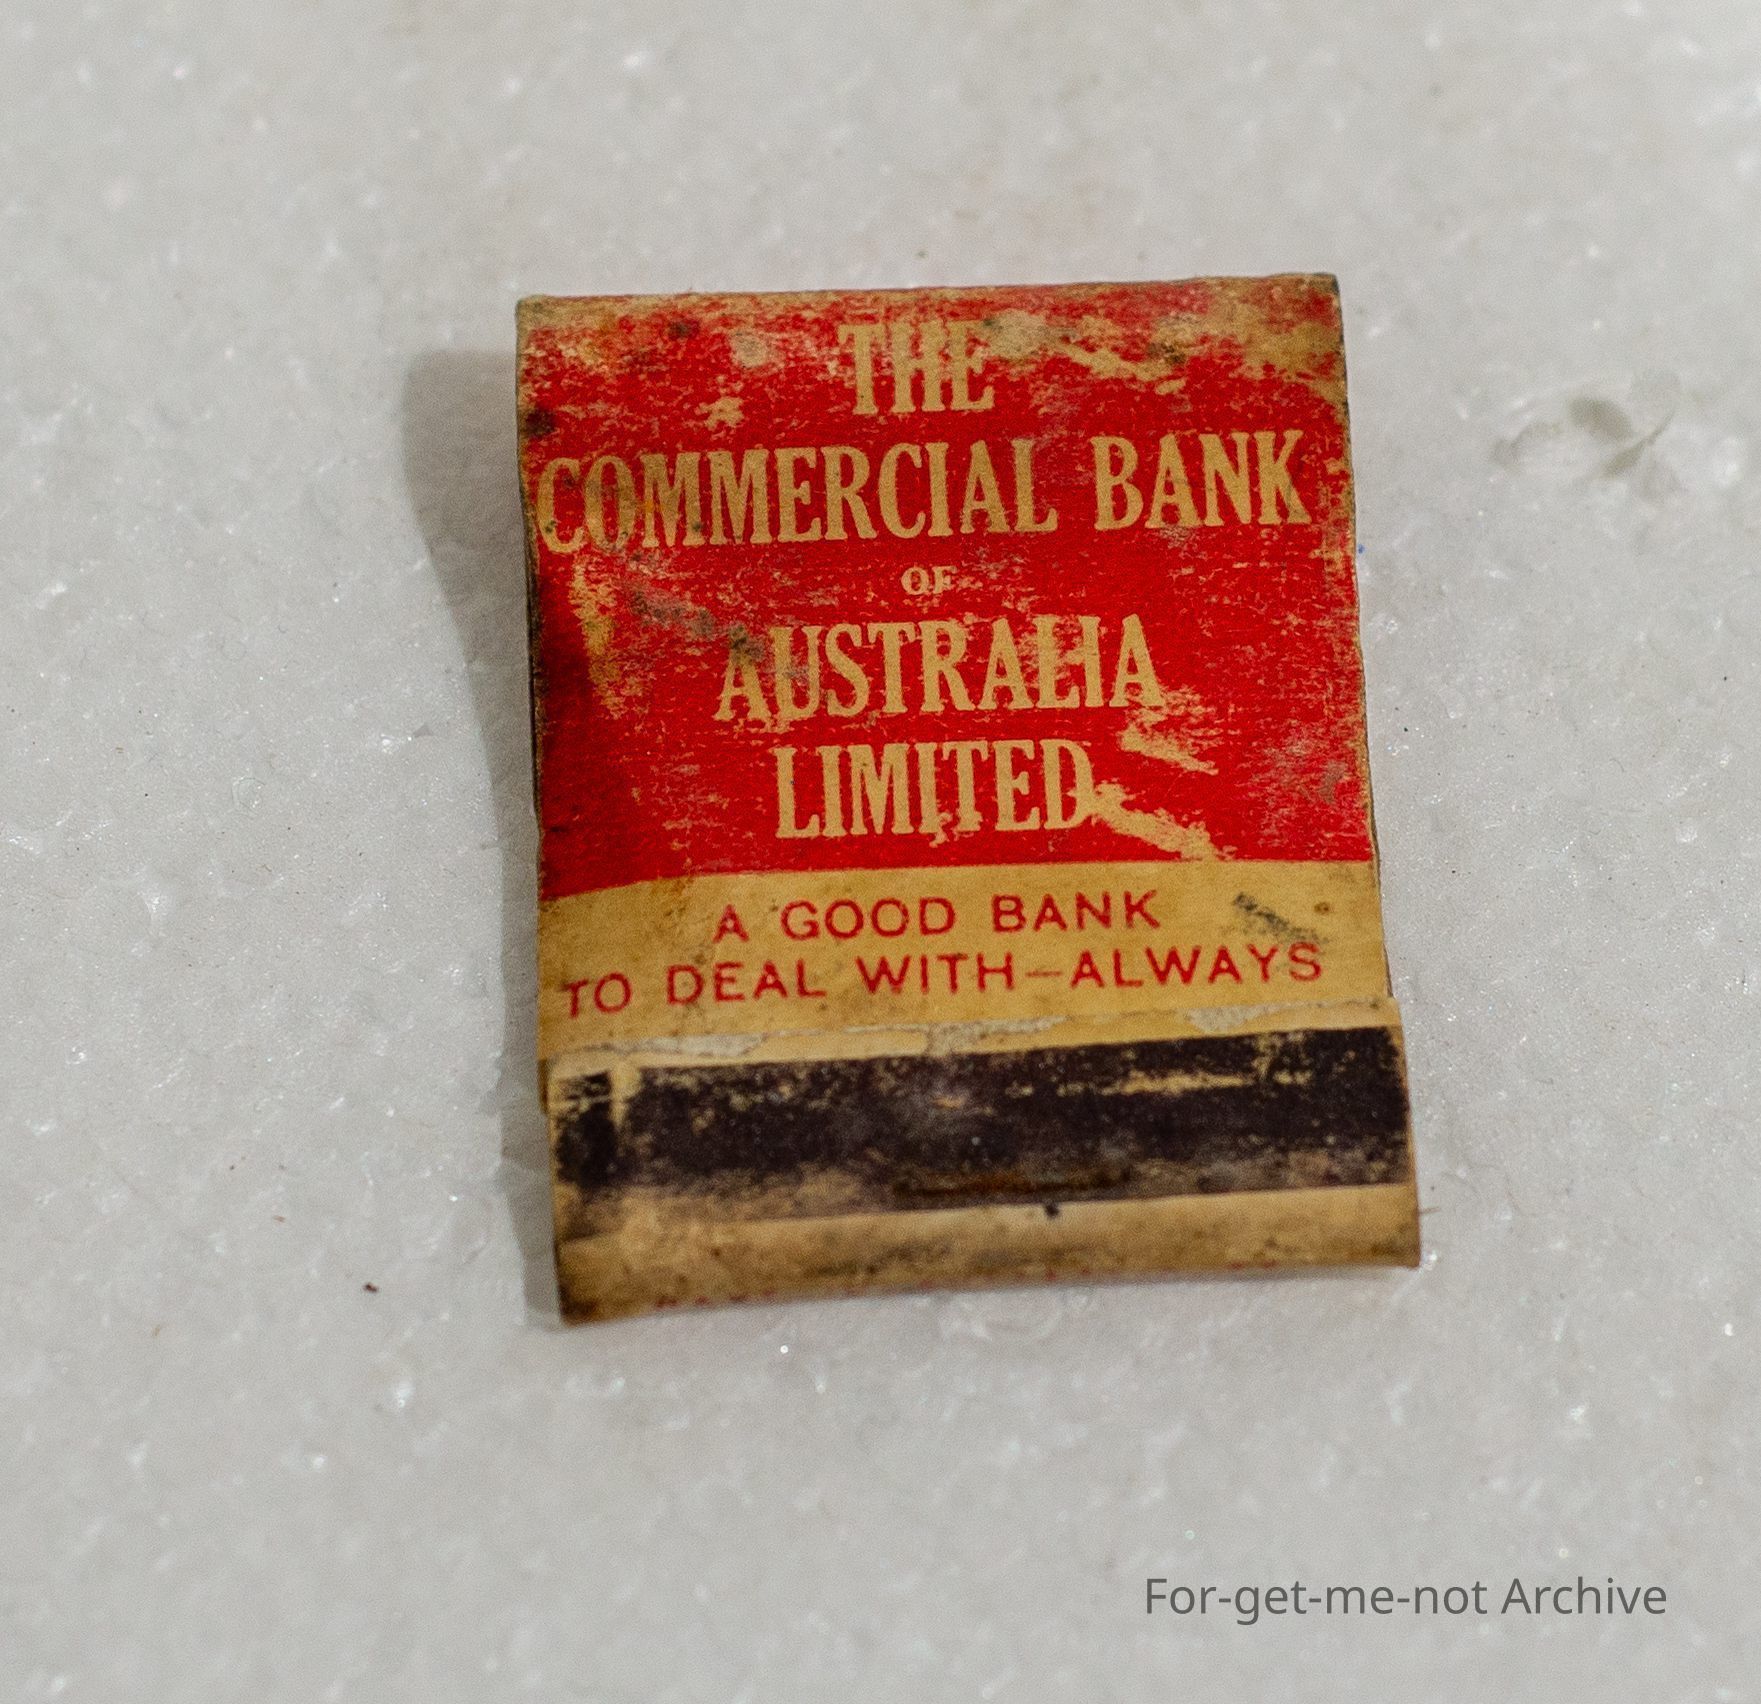 THE
COMMERCIAL BANK
OF
AUSTRALIA
LIMITED
A GOOD BANK
TO DEAL WITH—ALWAYS
For-get-me-not Archive